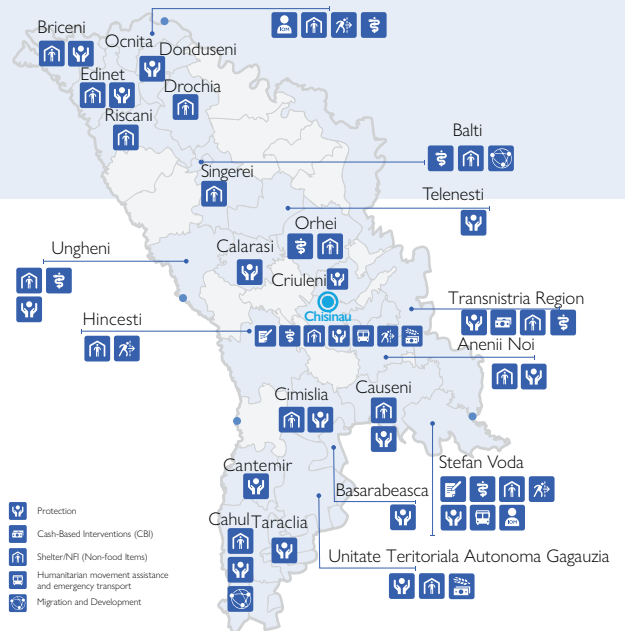 Briceni
Ocnita
Donduseni
Edinet
Drochia
Riscani
Balti
Singerei
Telenesti
Orhei
Ungheni
Calarasi
Criuleni
Chisinau
Transnistria Region
Hincesti
Anenii Noi
Cimislia
Causeni
Stefan Voda
Cantemir
Basarabeasca
Cahul
Taraclia
Unitate Teritoriala Autonoma Gagauzia
Protection
Cash-Based Interventions (CBI)
Shelter/NFI (Non-food Items)
Humanitarian movement assistance
and emergency transport
Migration and Development
IOM
IOM